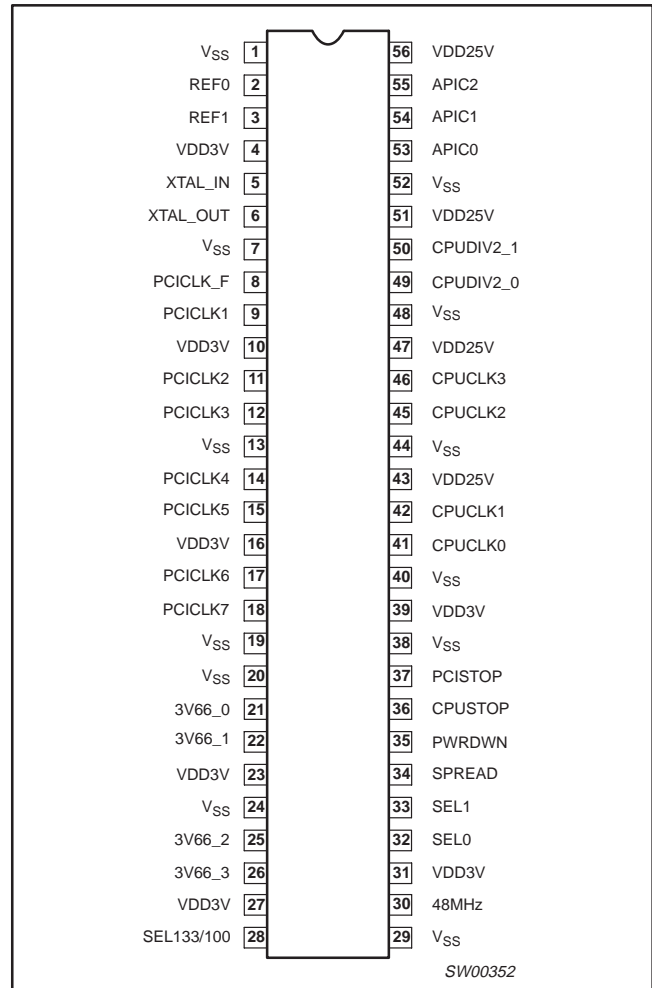 VSS 1 56 VDD25V
REF0 2 55 APIC2
REF1 3 54 APIC1
VDD3V 4 53 APIC0
XTAL_IN 5 52 VSS
XTAL_OUT 6 51 VDD25V
VSS 7 50 CPUDIV2_1
PCICLK_F 8 49 CPUDIV2_0
PCICLK1 9 48 VSS
VDD3V 10 47 VDD25V
PCICLK2 11 46 CPUCLK3
PCICLK3 12 45 CPUCLK2
VSS 13 44 VSS
PCICLK4 14 43 VDD25V
PCICLK5 15 42 CPUCLK1
VDD3V 16 41 CPUCLK0
PCICLK6 17 40 VSS
PCICLK7 18 39 VDD3V
VSS 19 38 VSS
VSS 20 37 PCISTOP
3V66_0 21 36 CPUSTOP
3V66_1 22 35 PWRDWN
VDD3V 23 34 SPREAD
VSS 24 33 SEL1
3V66_2 25 32 SEL0
3V66_3 26 31 VDD3V
VDD3V 27 30 48MHz
SEL133/100 28 29 VSS
SW00352